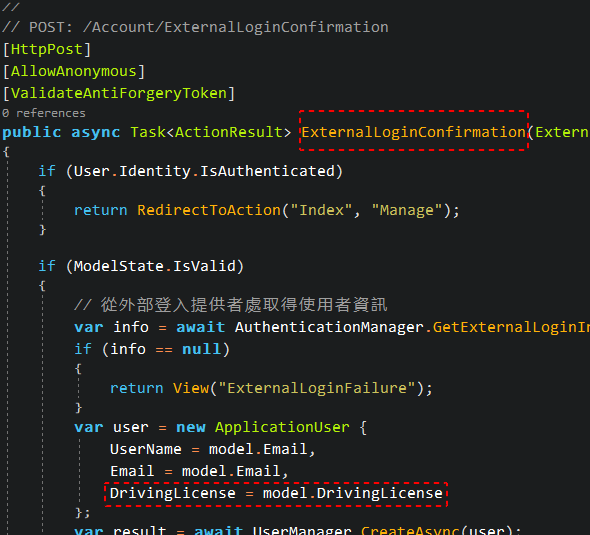 //
// POST: /Account/ExternalLoginConfirmation
[HttpPost]
[AllowAnonymous]
[ValidateAntiForgeryToken]
0 references
public async Task<ActionResult> ExternalLoginConfirmation(Extern
{
if (User.Identity.IsAuthenticated)
{
return RedirectToAction("Index", "Manage");
}
if (ModelState.IsValid)
{
// 從外部登入提供者處取得使用者資訊
var info = await AuthenticationManager.GetExternalLoginIn
if (info == null)
{
return View("ExternalLoginFailure");
}
var user = new ApplicationUser {
UserName = model.Email,
Email = model.Email,
DrivingLicense = model.DrivingLicense
};
var result = await UserManager.CreateAsync(user);